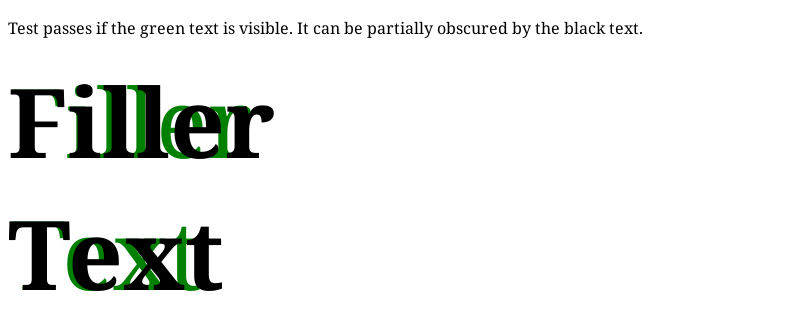 Test passes if the green text is visible. It can be partially obscured by the black text.
Filler
Text